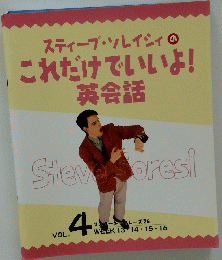 スティーブ・ソレイシィの
これだけでいいよ!
英会話
Steve Soresi
VOL. 4
WEEK 13・14・15・16